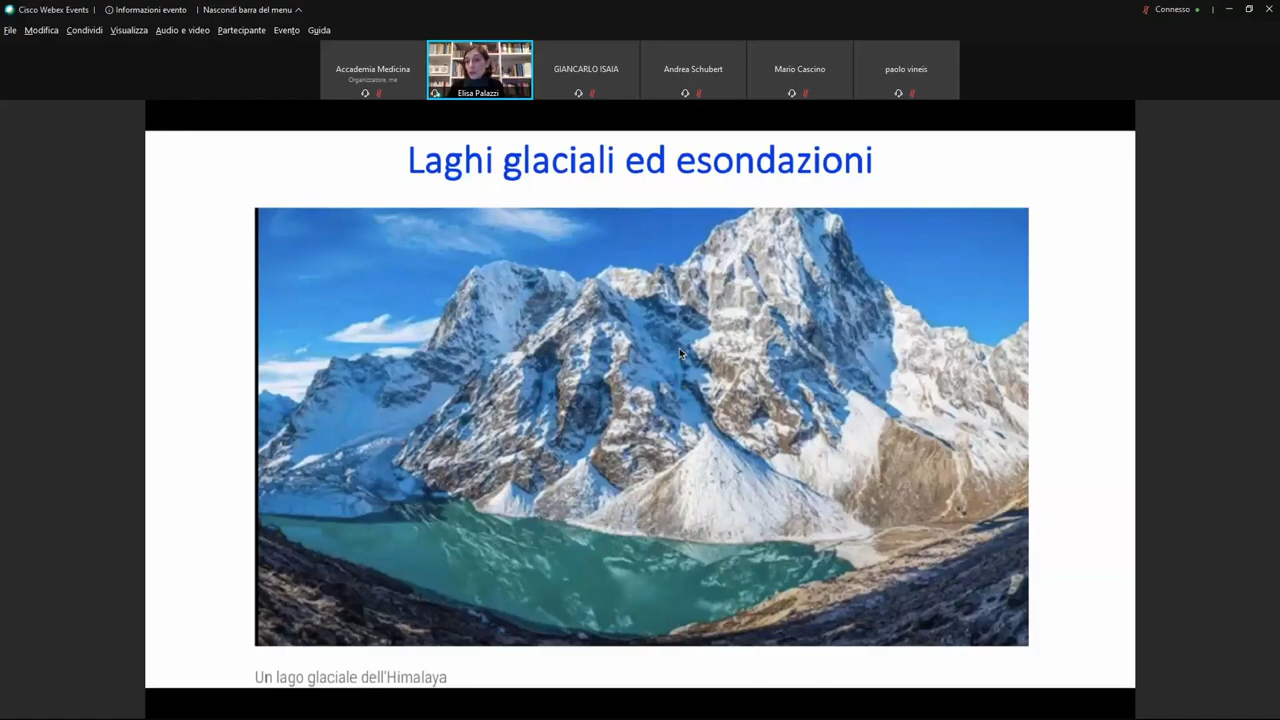 Cisco Webex Events
Informazioni evento
Nascondi barra del menu
Connesso
File Modifica Condividi Visualizza Audio e video Partecipante Evento Guida
Accademia Medicina
Organizzatore, me
Elisa Palazzi
GIANCARLO ISAIA
Andrea Schubert
Mario Cascino
paolo vineis
Laghi glaciali ed esondazioni
Un lago glaciale dell'Himalaya